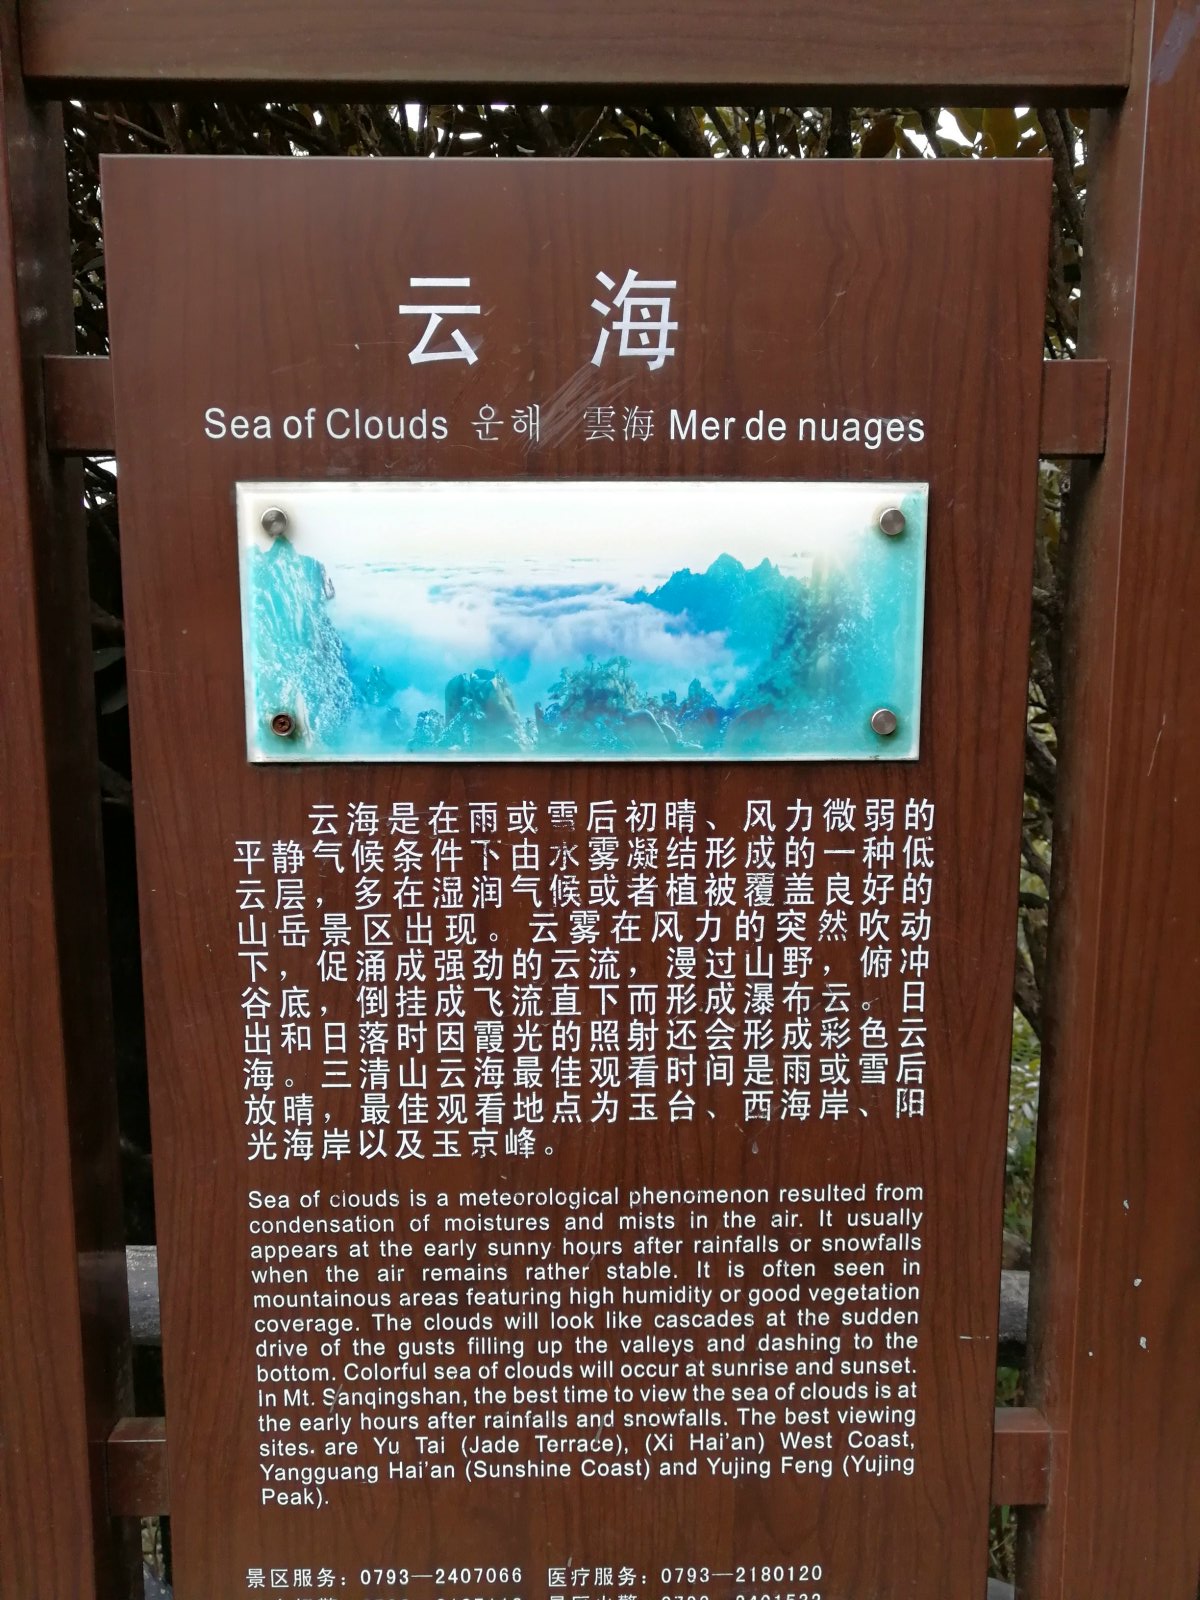 云 海
Sea of Clouds 운해 雲海 Mer de nuages
云海是在雨或雪后初晴、风力微弱的
平静气候条件下由水雾凝结形成的一种低
云层，多在湿润气候或者植被覆盖良好的
山岳景区出现。云雾在风力的突然吹动
下，促涌成强劲的云流，漫过山野，俯冲
谷底，倒挂成飞流直下而形成瀑布云。日
出和日落时因霞光的照射还会形成彩色云
海。三清山云海最佳观看时间是雨或雪后
放晴，最佳观看地点为玉台、西海岸、阳
光海岸以及玉京峰。
Sea of clouds is a meteorological phenomenon resulted from
condensation of moistures and mists in the air. It usually
appears at the early sunny hours after rainfalls or snowfalls
when the air remains rather stable. It is often seen in
mountainous areas featuring high humidity or good vegetation
coverage. The clouds will look like cascades at the sudden
drive of the gusts filling up the valleys and dashing to the
bottom. Colorful sea of clouds will occur at sunrise and sunset.
In Mt. Sanqingshan, the best time to view the sea of clouds is at
the early hours after rainfalls and snowfalls. The best viewing
sites. are Yu Tai (Jade Terrace), (Xi Hai'an) West Coast,
Yangguang Hai'an (Sunshine Coast) and Yujing Feng (Yujing
Peak).
景区服务：0793—2407066 医疗服务：0793—2180120